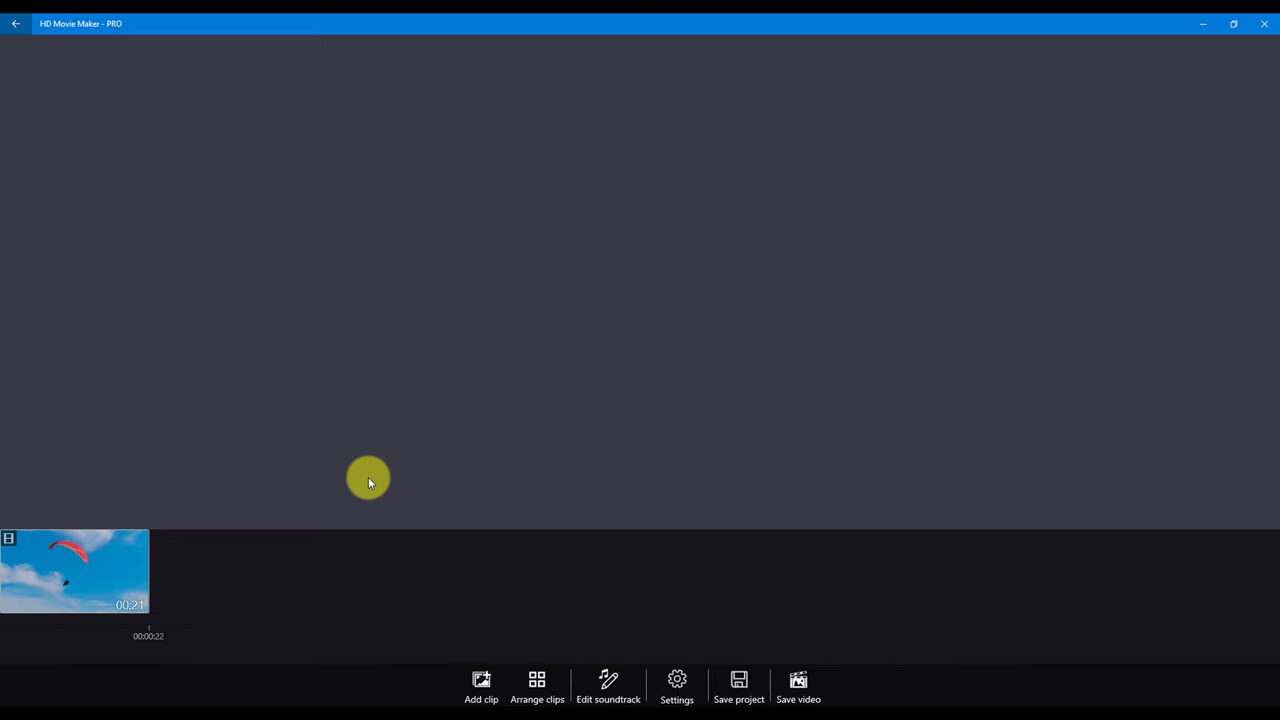 HD Movie Maker - PRO
00:21
00:00:22
Add clip
Arrange clips
Edit soundtrack
Settings
Save project
Save video